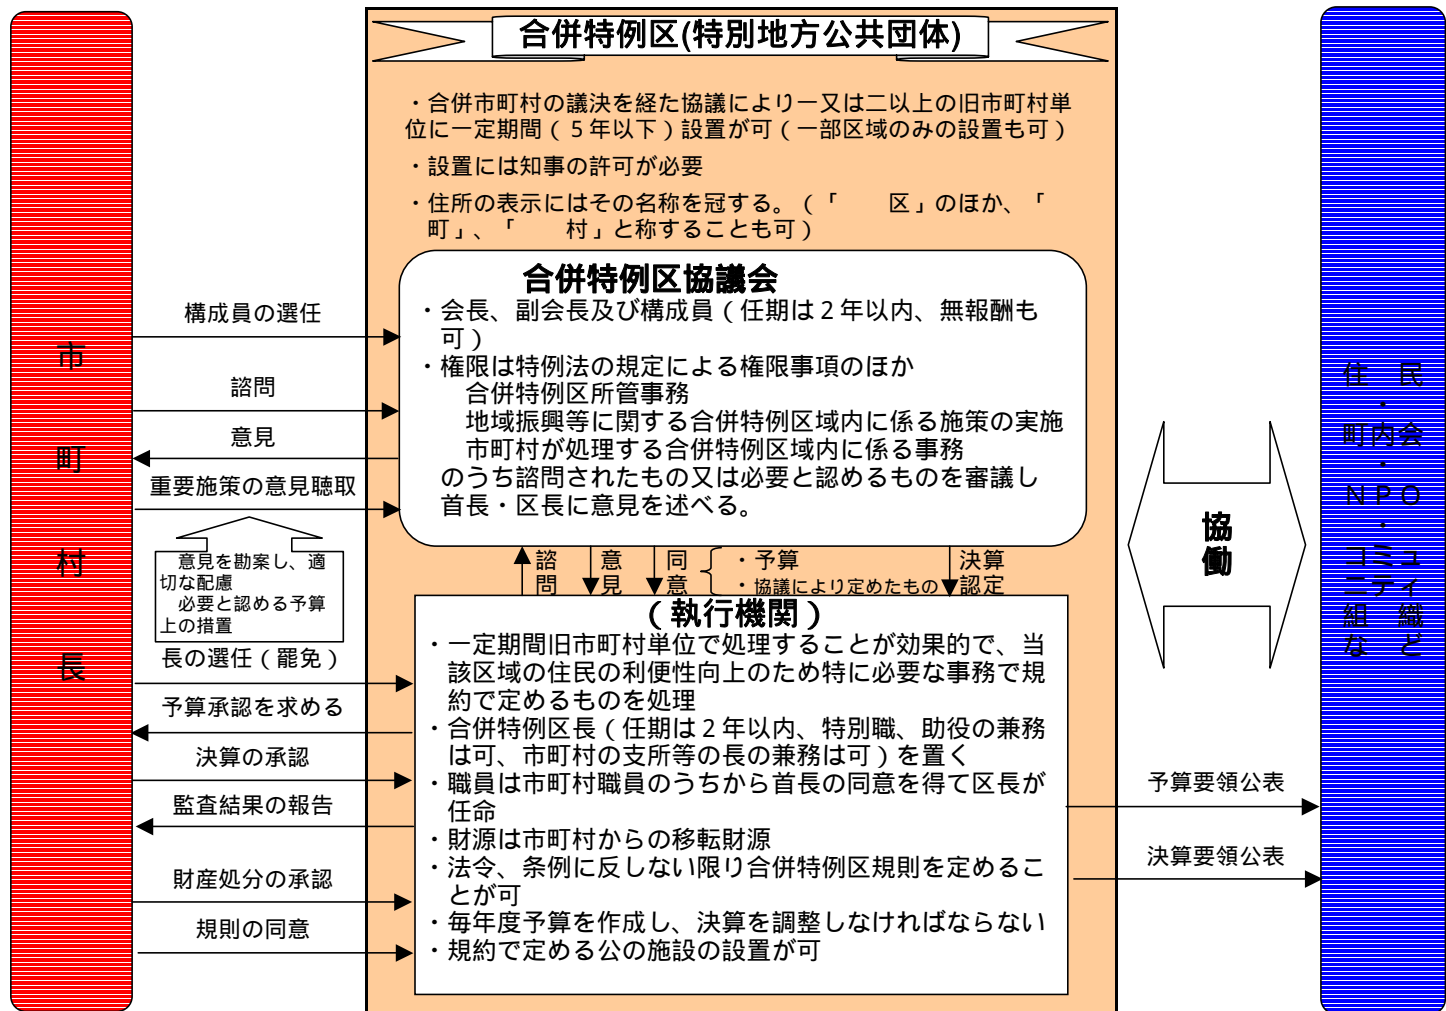 合併特例区(特別地方公共団体)
・合併市町村の議決を経た協議により一又は二以上の旧市町村単
位に一定期間（５年以下）設置が可（一部区域のみの設置も可）
・設置には知事の許可が必要
・住所の表示にはその名称を冠する。（「　　区」のほか、「
町」、「　　村」と称することも可）
合併特例区協議会
・会長、副会長及び構成員（任期は２年以内、無報酬も
可）
・権限は特例法の規定による権限事項のほか
合併特例区所管事務
地域振興等に関する合併特例区域内に係る施策の実施
市町村が処理する合併特例区域内に係る事務
のうち諮問されたもの又は必要と認めるものを審議し
首長・区長に意見を述べる。
市町村長
構成員の選任
諮問
意見
重要施策の意見聴取
意見を勘案し、適
切な配慮
必要と認める予算
上の措置
長の選任（罷免）
予算承認を求める
決算の承認
監査結果の報告
財産処分の承認
規則の同意
諮問
意見
同意
・予算
・協議により定めたもの
決算
認定
（執行機関）
・一定期間旧市町村単位で処理することが効果的で、当
該区域の住民の利便性向上のため特に必要な事務で規
約で定めるものを処理
・合併特例区長（任期は２年以内、特別職、助役の兼務
は可、市町村の支所等の長の兼務は可）を置く
・職員は市町村職員のうちから首長の同意を得て区長が
任命
・財源は市町村からの移転財源
・法令、条例に反しない限り合併特例区規則を定めるこ
とが可
・毎年度予算を作成し、決算を調整しなければならない
・規約で定める公の施設の設置が可
協働
予算要領公表
決算要領公表
住　民
・
町内会
・
ＮＰＯ
・
コミュ
ニティ
組　織
な　ど